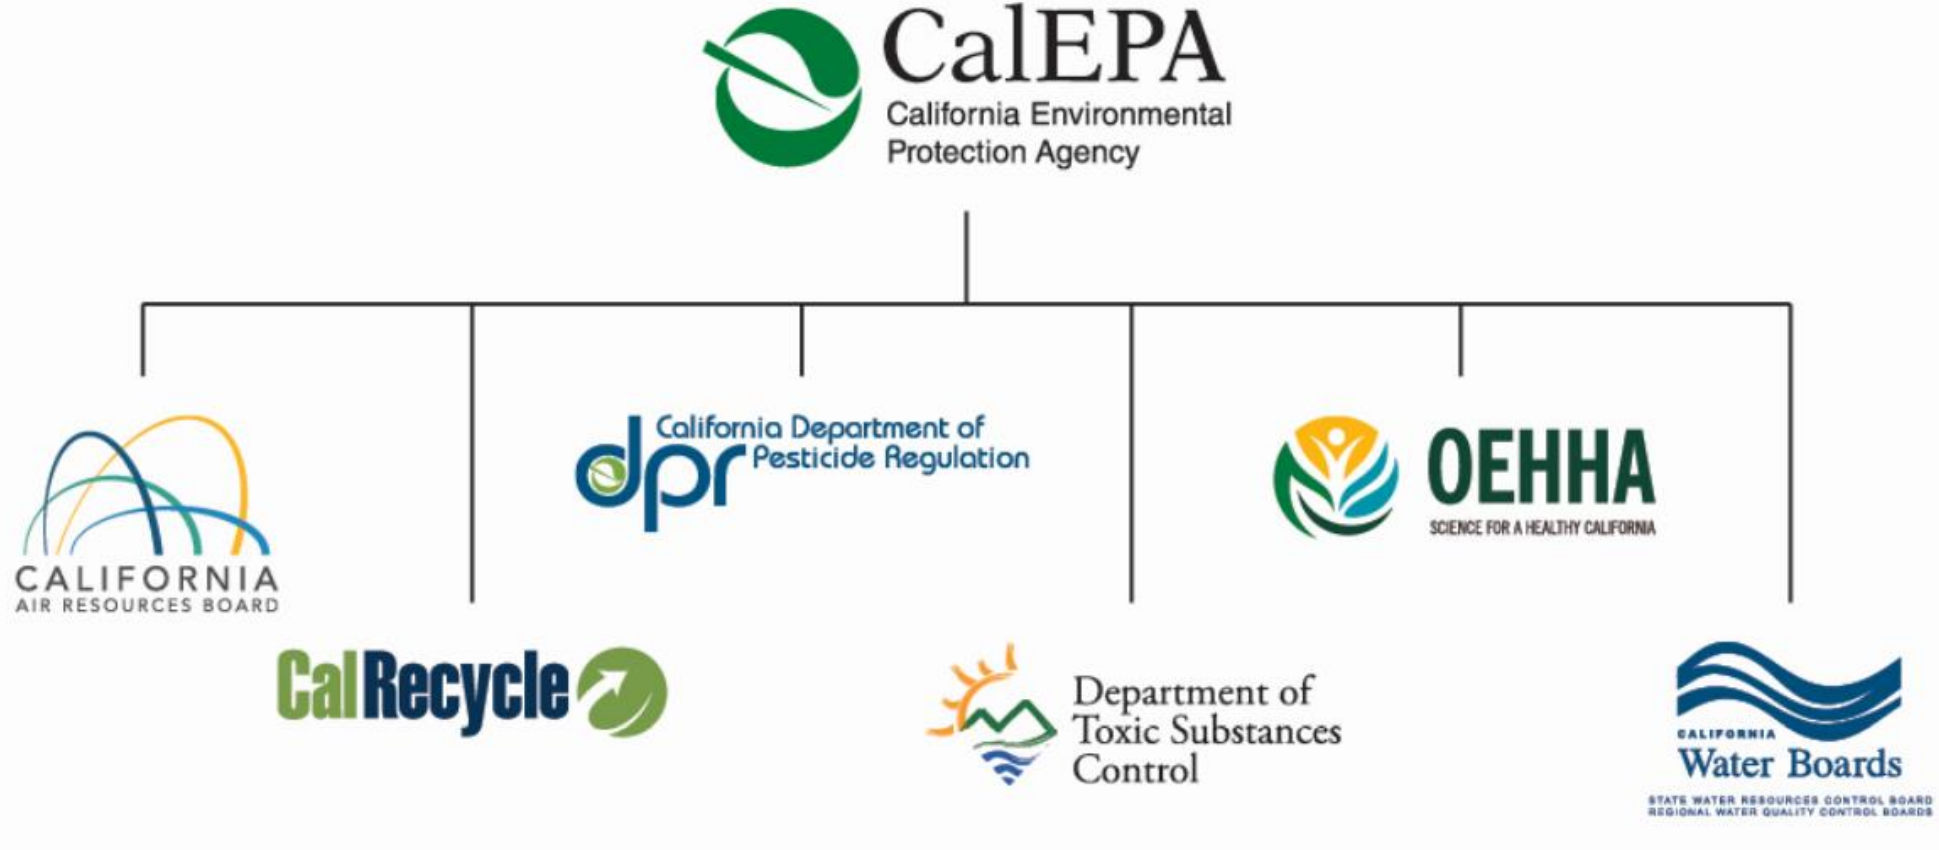 CalEPA
California Environmental
Protection Agency
CALIFORNIA
AIR RESOURCES BOARD
CalRecycle
dpr
California Department of
Pesticide Regulation
Department of
Toxic Substances
Control
OEHHA
SCIENCE FOR A HEALTHY CALIFORNIA
CALIFORNIA
Water Boards
STATE WATER RESOURCES CONTROL BOARD
REGIONAL WATER QUALITY CONTROL BOARDS